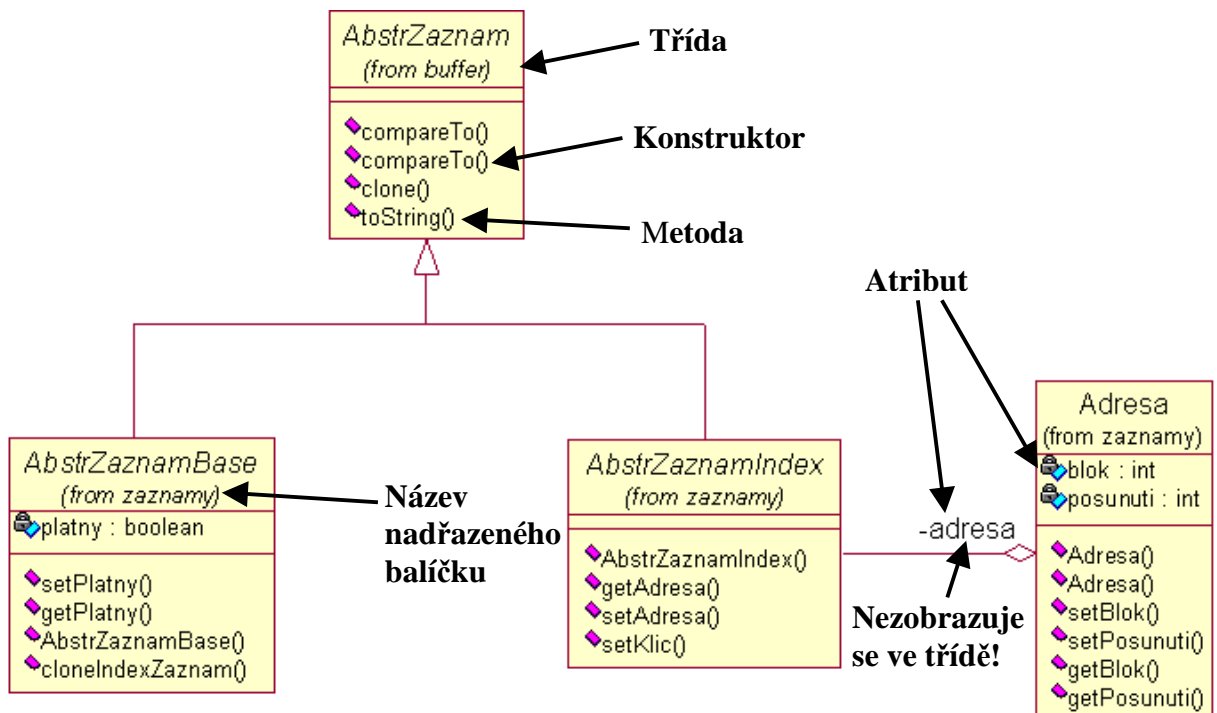 AbstrZaznam
(from buffer)
compareTo()
compareTo()
clone()
toString()
Třída
Konstruktor
Metoda
Atribut
AbstrZaznamBase
(from zaznamy)
platny : boolean
setPlatny()
getPlatny()
AbstrZaznamBase()
cloneIndexZaznam()
Název
nadřazeného
balíčku
AbstrZaznamIndex
(from zaznamy)
AbstrZaznamIndex()
getAdresa()
setAdresa()
setKlic()
-adresa
Nezobrazuje
se ve třídě!
Adresa
(from zaznamy)
blok : int
posunuti : int
Adresa()
Adresa()
setBlok()
setPosunuti()
getBlok()
getPosunuti()